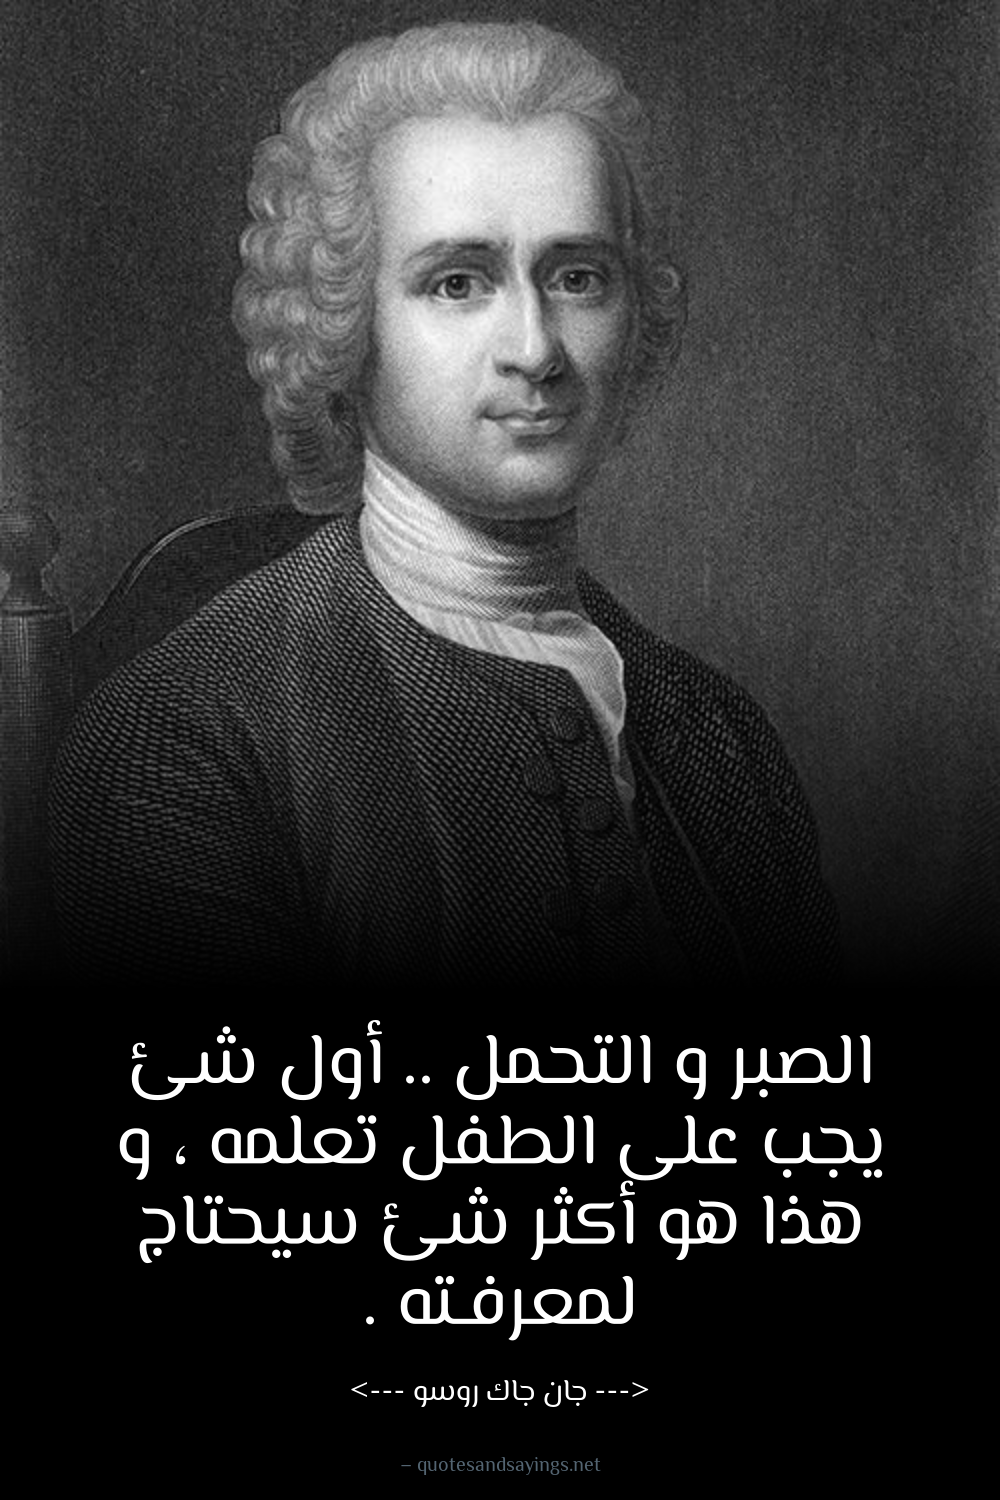 الصبر و التحمل .. أول شئ
يجب على الطفل تعلمه ، و
هذا هو أكثر شئ سيحتاج
لمعرفته .
<--- جان جاك روسو --->
– quotesandsayings.net